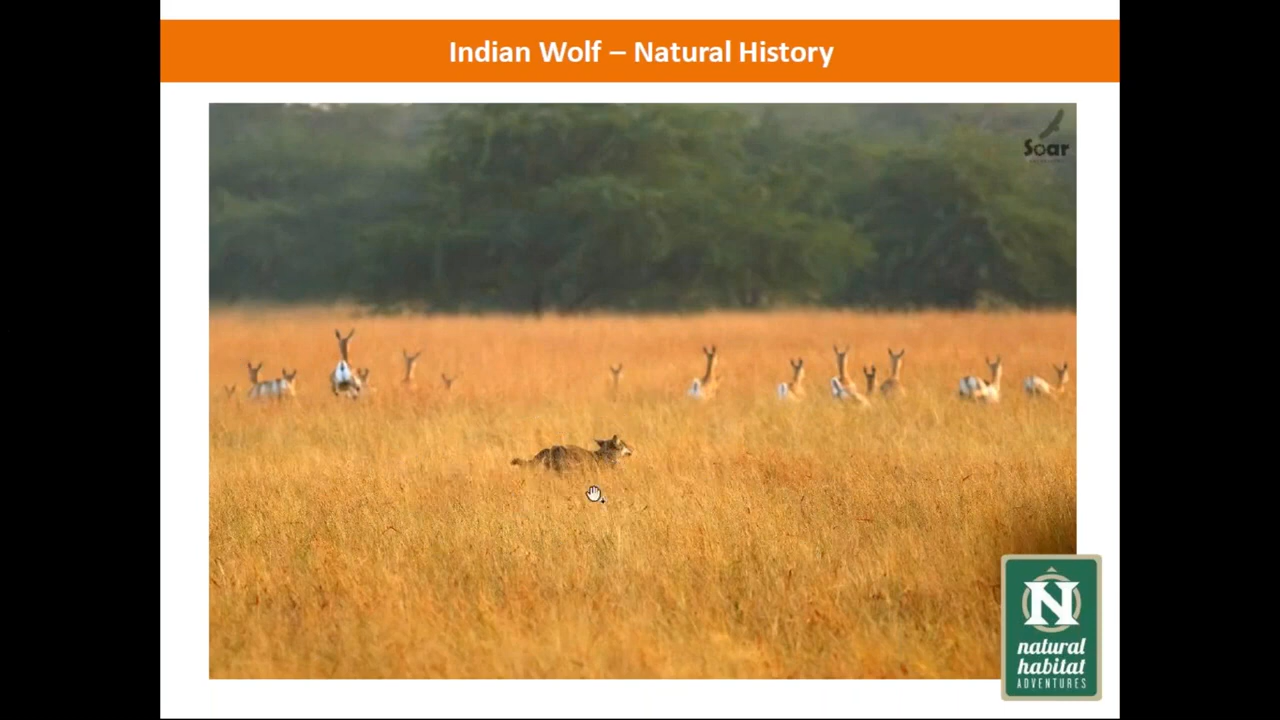 Indian Wolf – Natural History
Soar
N
natural
habitat
ADVENTURES